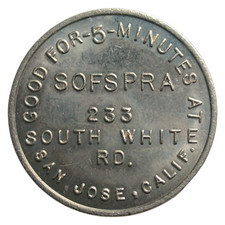 GOOD FOR-5-MINUTES AT
SOFSPRA
233
SOUTH WHITE
RD.
SAN JOSE, CALIF.